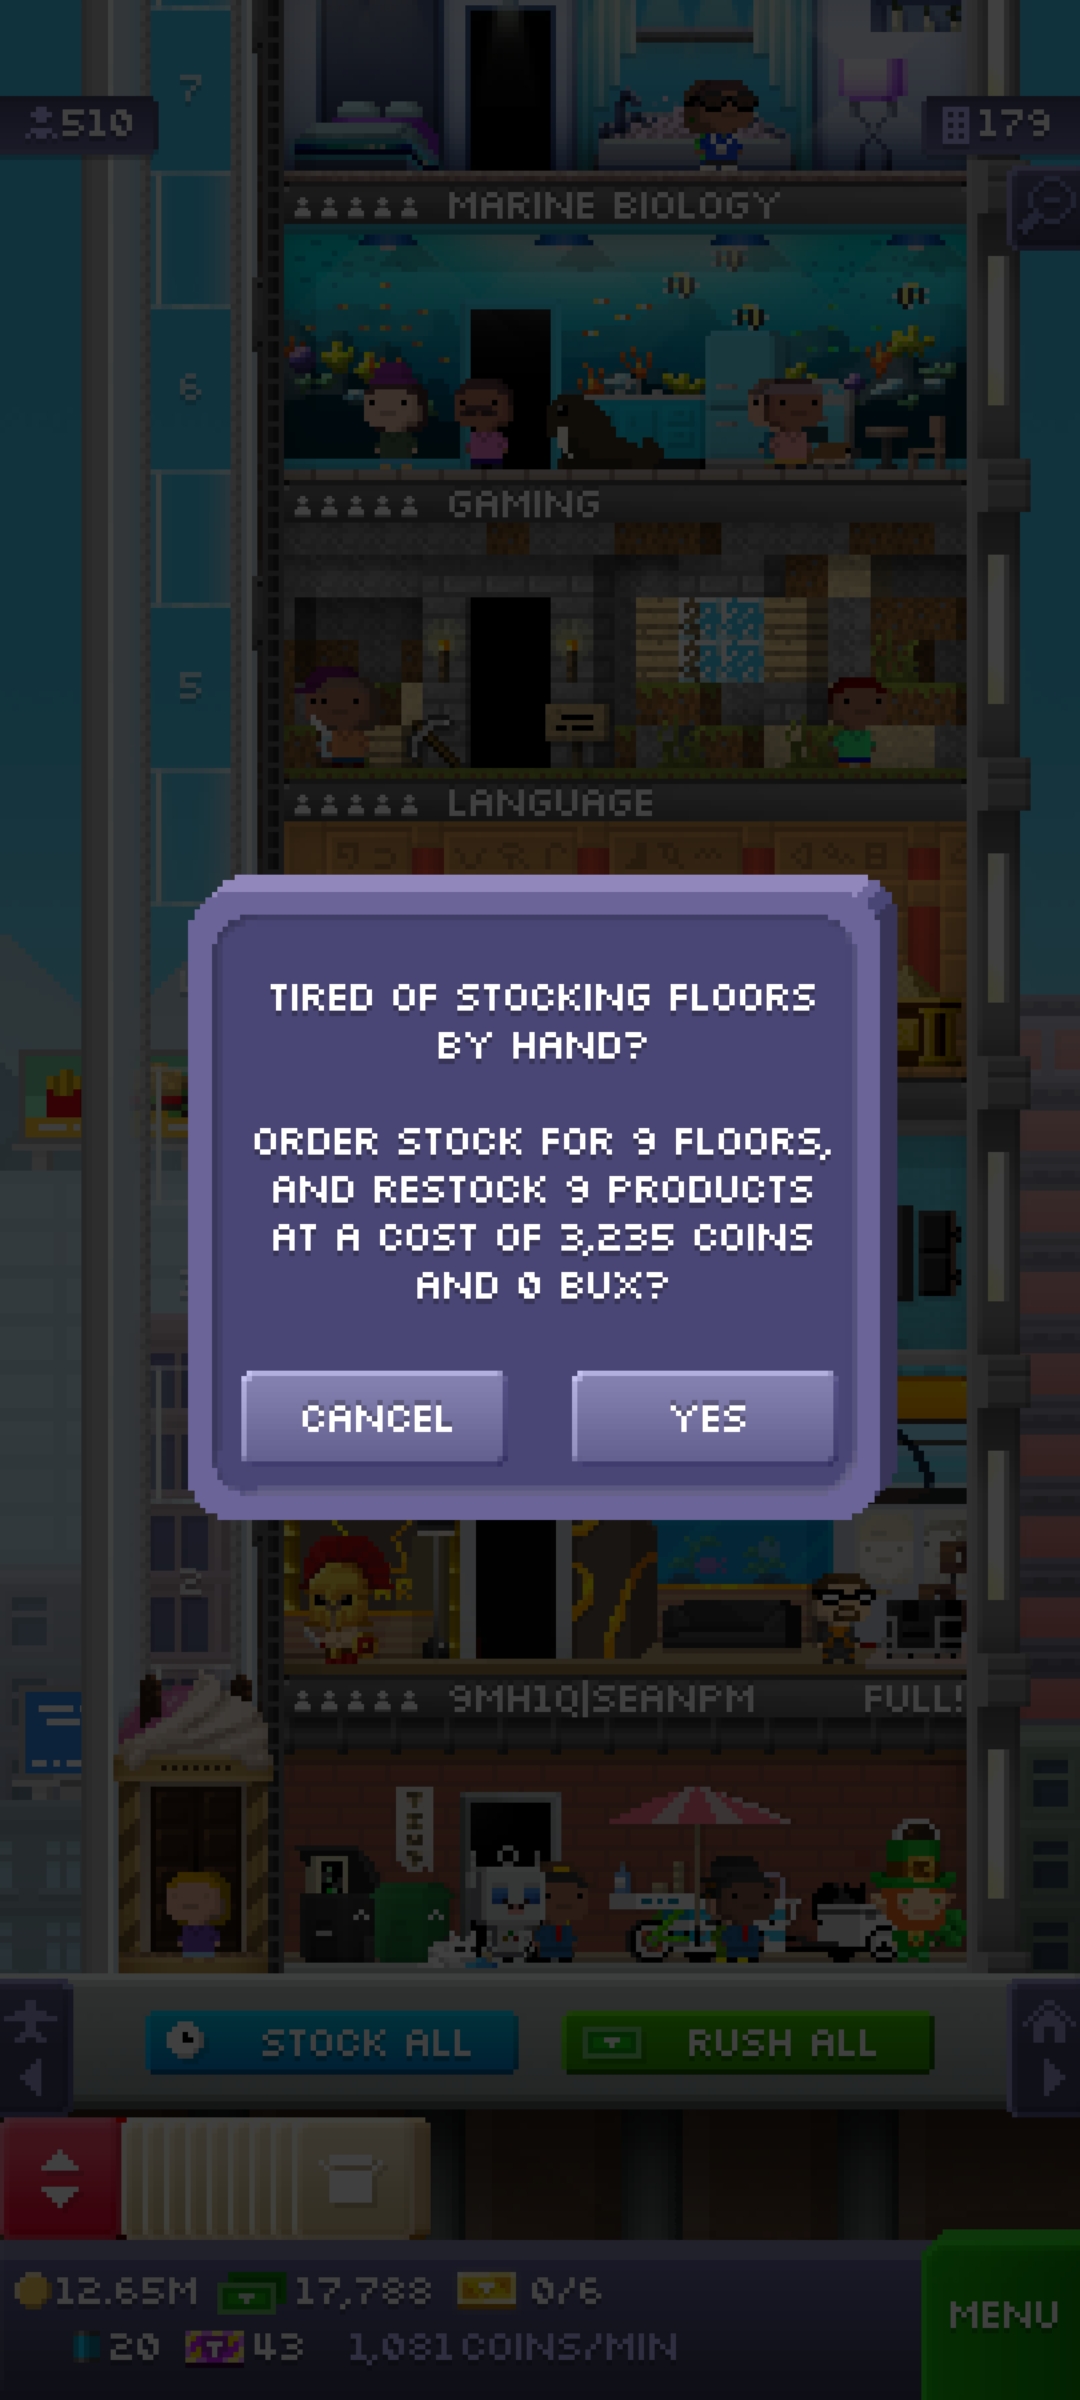 7
510
179
MARINE BIOLOGY
6
GAMING
5
LANGUAGE
TIRED OF STOCKING FLOORS
BY HAND?
ORDER STOCK FOR 9 FLOORS,
AND RESTOCK 9 PRODUCTS
AT A COST OF 3,235 COINS
AND 0 BUX?
CANCEL
YES
2
9MH1Q|SEANPM
FULL!
STOCK ALL
RUSH ALL
12.65M
17,788
0/6
MENU
20
43
1,081 COINS/MIN